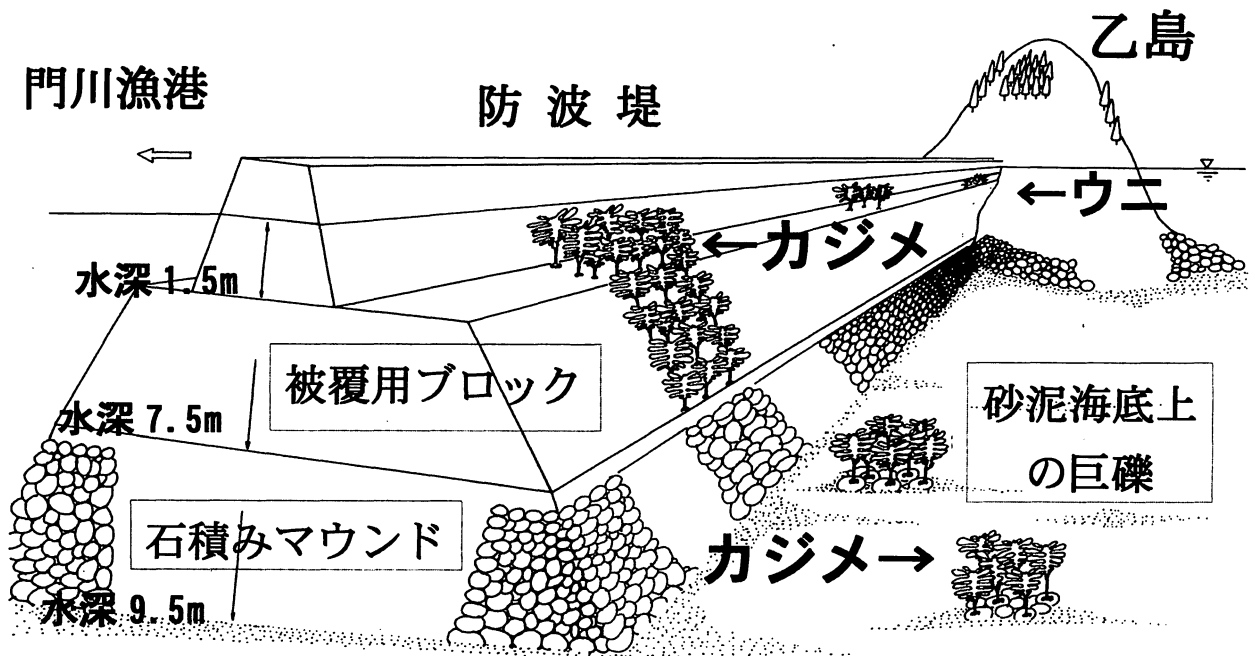 乙島
門川漁港
防波堤
←ウニ
←カジメ
水深1.5m
被覆用ブロック
砂泥海底上
の巨礫
水深7.5m
石積みマウンド
カジメ→
水深9.5m